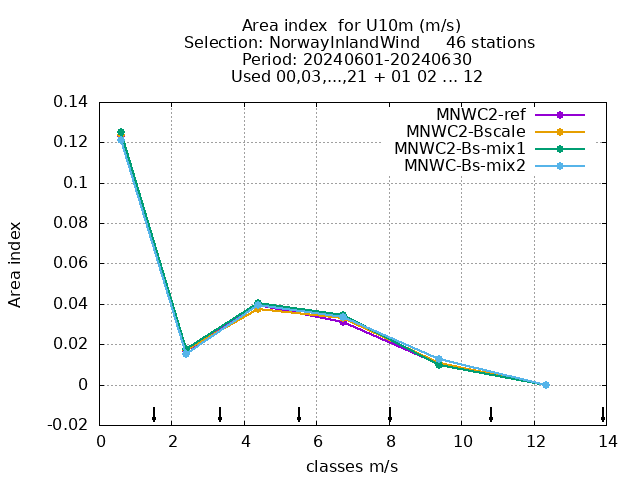 Area index  for U10m (m/s)
Selection: NorwayInlandWind     46 stations
Period: 20240601-20240630
Used 00,03,...,21 + 01 02 ... 12
MNWC2-ref
MNWC2-Bscale
MNWC2-Bs-mix1
MNWC-Bs-mix2
Area index
0.14
0.12
0.1
0.08
0.06
0.04
0.02
0
-0.02
0 2 4 6 8 10 12 14
classes m/s